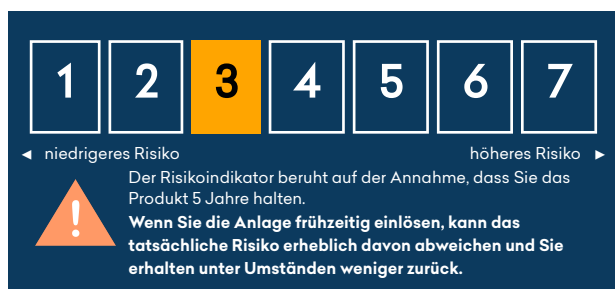 1 2 3 4 5 6 7
◄ niedrigeres Risiko höheres Risiko ►
Der Risikoindikator beruht auf der Annahme, dass Sie das
Produkt 5 Jahre halten.
Wenn Sie die Anlage frühzeitig einlösen, kann das
tatsächliche Risiko erheblich davon abweichen und Sie
erhalten unter Umständen weniger zurück.
!